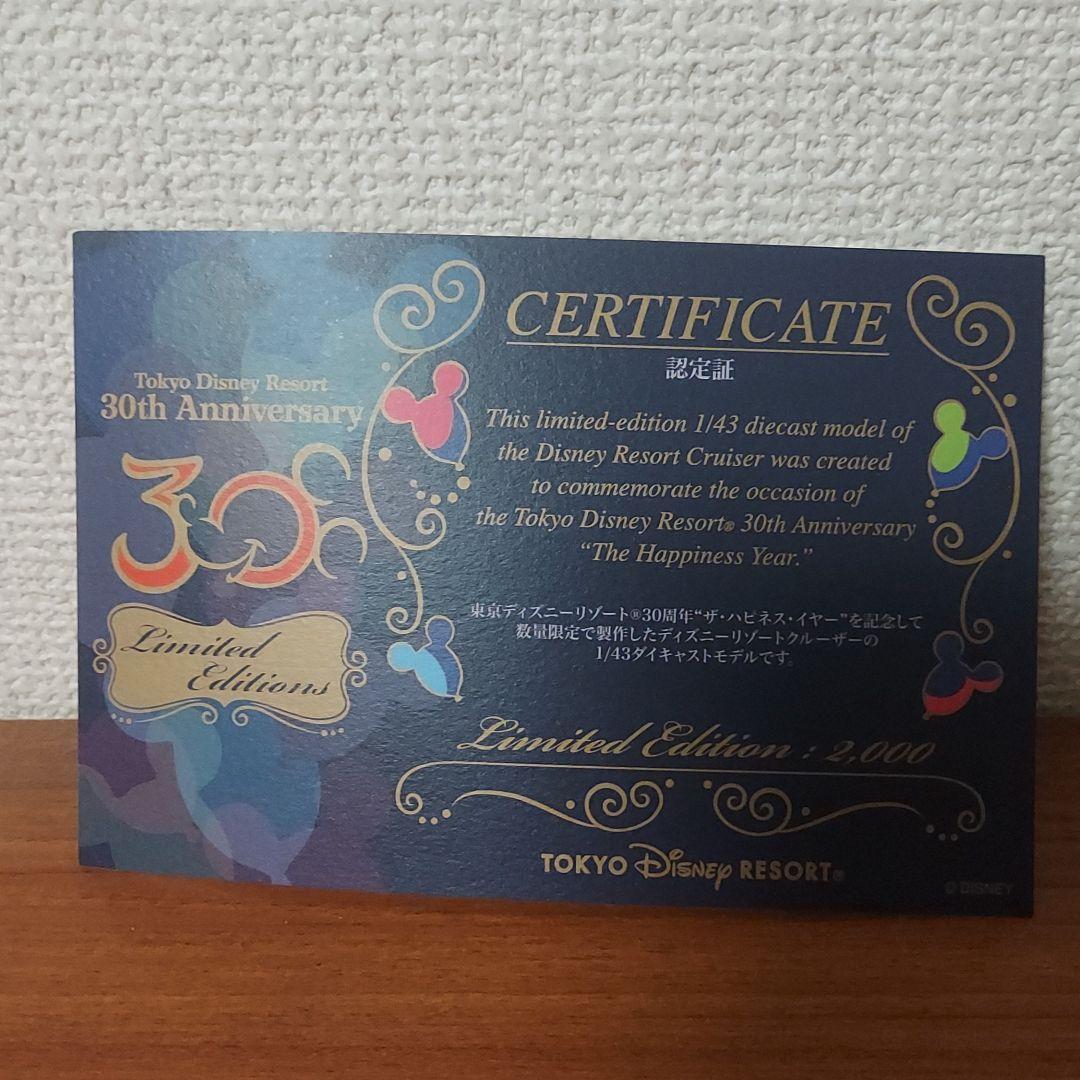 Tokyo Disney Resort
30th Anniversary
30
Limited
Editions
CERTIFICATE
認定証
This limited-edition 1/43 diecast model of
the Disney Resort Cruiser was created
to commemorate the occasion of
the Tokyo Disney Resort® 30th Anniversary
“The Happiness Year.”
東京ディズニーリゾート®30周年“ザ・ハピネス・イヤー”を記念して
数量限定で製作したディズニーリゾートクルーザーの
1/43ダイキャストモデルです。
Limited Edition : 2,000
TOKYO Disney RESORT®
© DISNEY